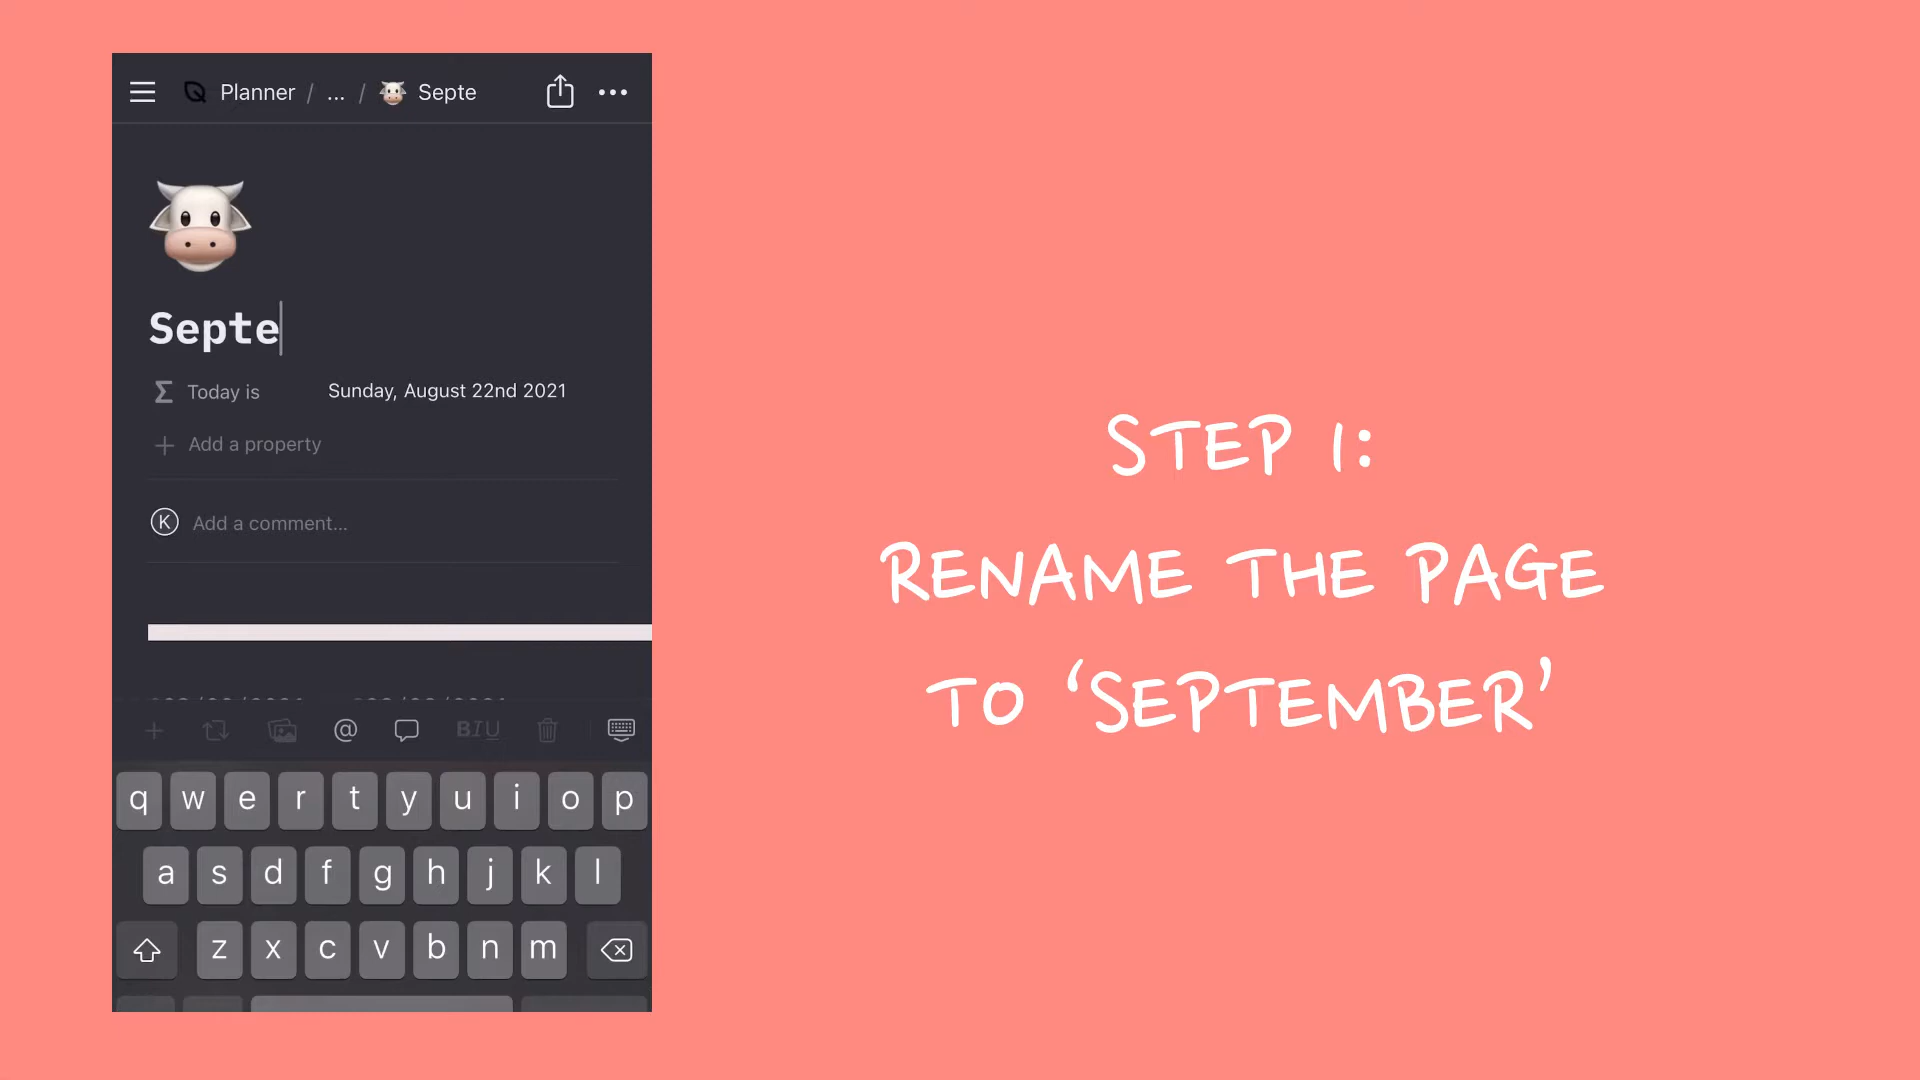 Planner / ... / Septe
Septe
Today is Sunday, August 22nd 2021
Add a property
K Add a comment...
@ BIU
q w e r t y u i o p
a s d f g h j k l
z x c v b n m
STEP 1:
RENAME THE PAGE
TO ‘SEPTEMBER’